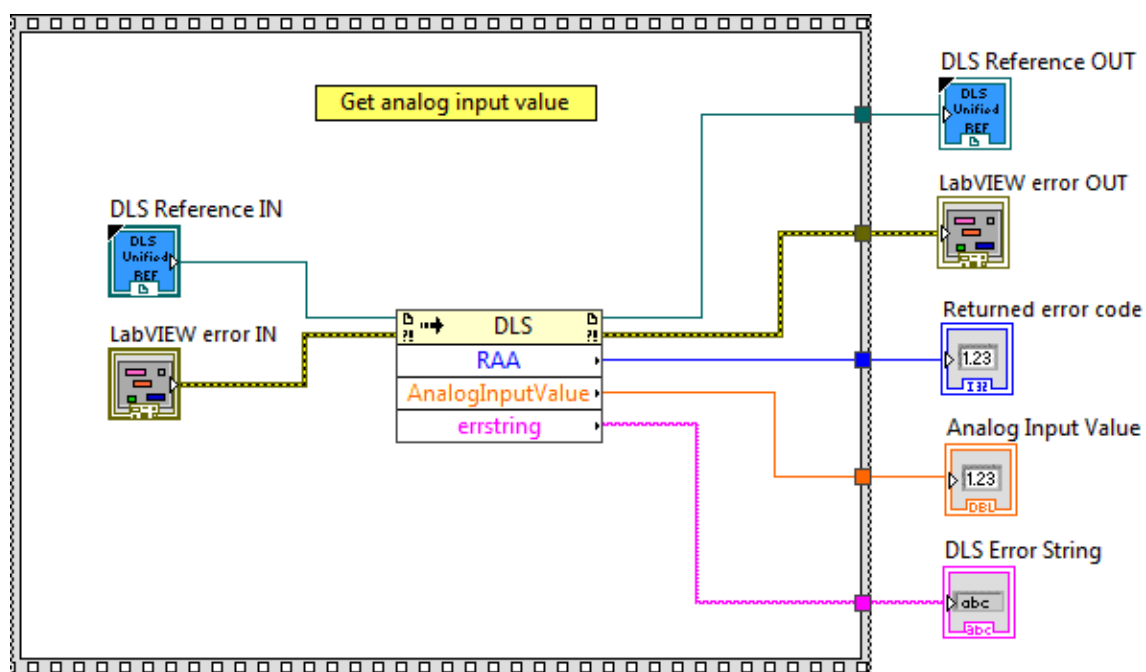 DLS Reference OUT
DLS
Unified
REF
Get analog input value
LabVIEW error OUT
DLS Reference IN
DLS
Unified
REF
LabVIEW error IN
?! DLS ?!
RAA
AnalogInputValue
errstring
Returned error code
1.23
I32
Analog Input Value
1.23
DBL
DLS Error String
abc
abc